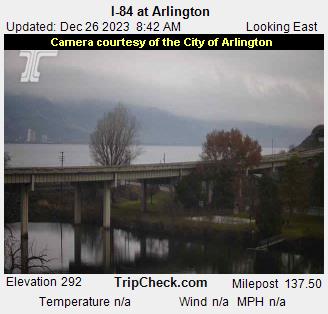 I-84 at Arlington
Updated: Dec 26 2023 8:42 AM Looking East
Camera courtesy of the City of Arlington
Elevation 292 TripCheck.com Milepost 137.50
Temperature n/a Wind n/a MPH n/a